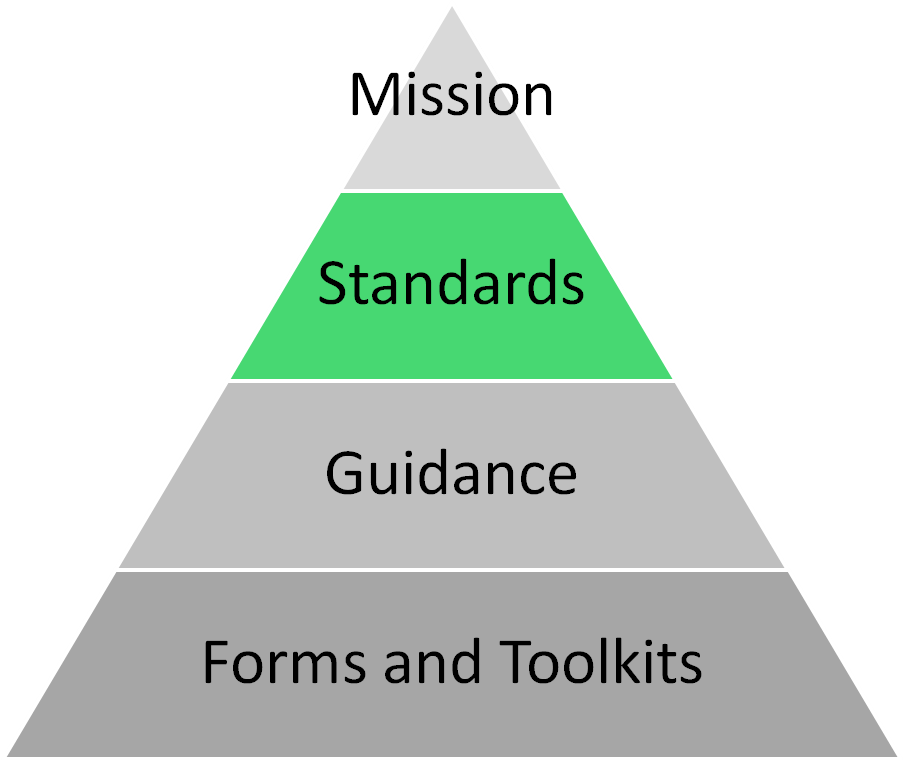 Mission
Standards
Guidance
Forms and Toolkits